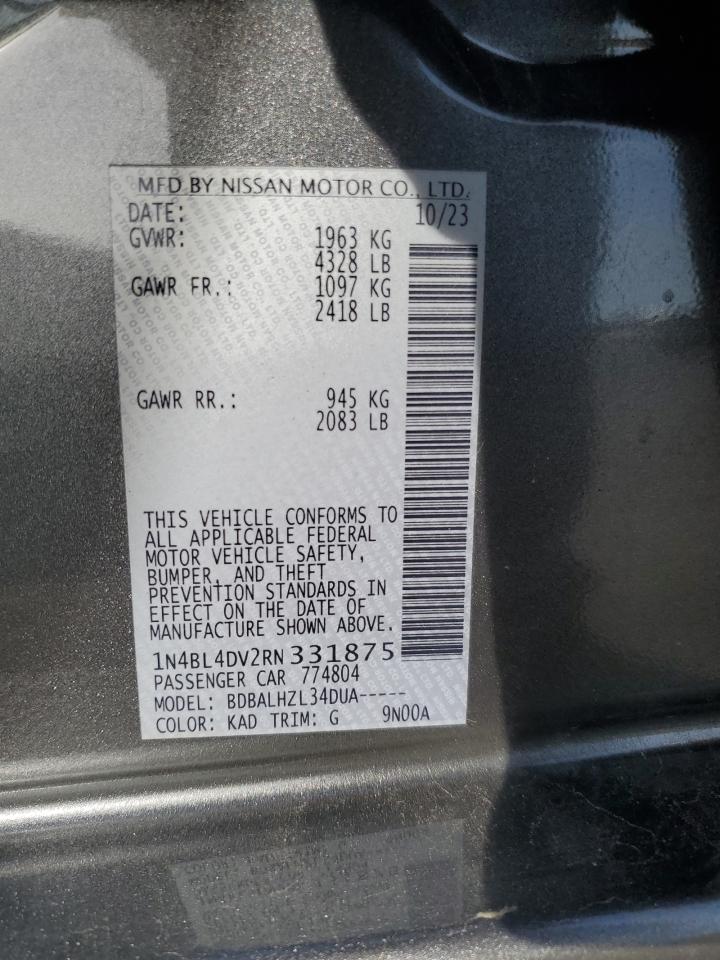 MFD BY NISSAN MOTOR CO., LTD.
DATE: 10/23
GVWR: 1963 KG
4328 LB
GAWR FR.: 1097 KG
2418 LB
GAWR RR.: 945 KG
2083 LB
THIS VEHICLE CONFORMS TO
ALL APPLICABLE FEDERAL
MOTOR VEHICLE SAFETY,
BUMPER, AND THEFT
PREVENTION STANDARDS IN
EFFECT ON THE DATE OF
MANUFACTURE SHOWN ABOVE.
1N4BL4DV2RN 331875
PASSENGER CAR 774804
MODEL: BDBALHZL34DUA-----
COLOR: KAD TRIM: G 9N00A